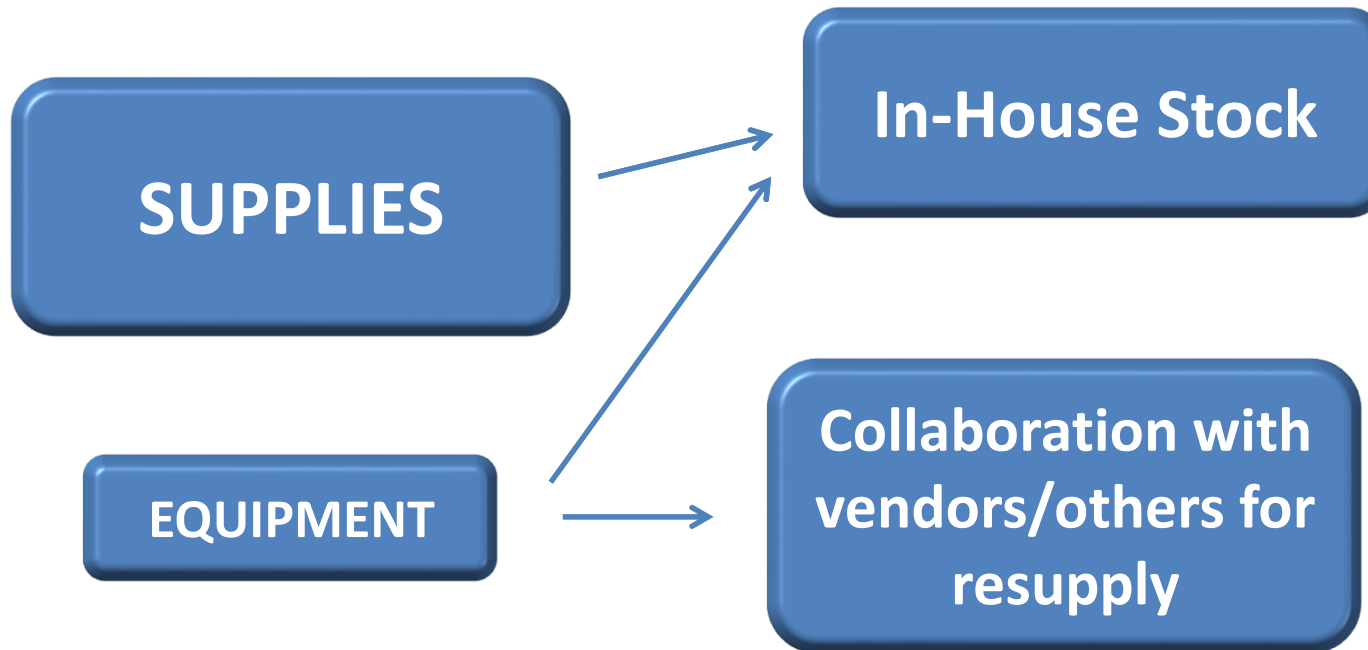 SUPPLIES
In-House Stock
EQUIPMENT
Collaboration with
vendors/others for
resupply